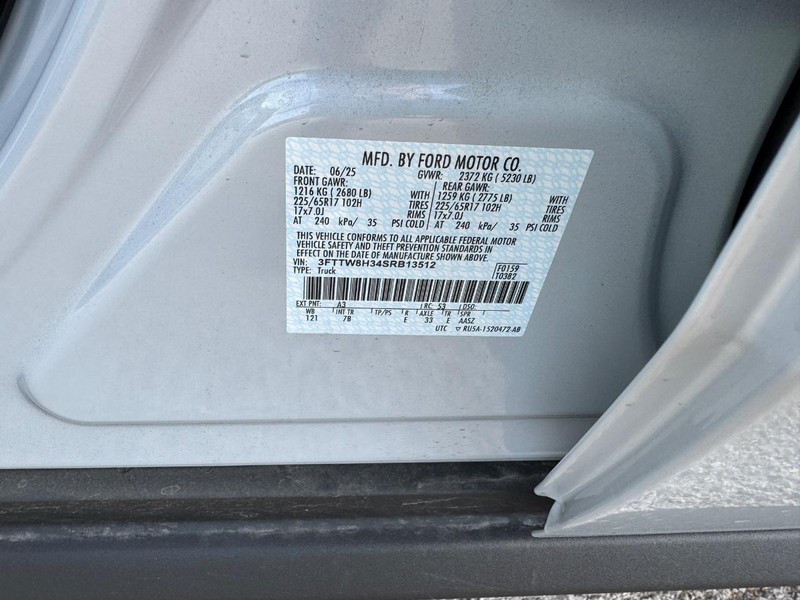 MFD. BY FORD MOTOR CO.
DATE: 06/25 GVWR: 2372 KG ( 5230 LB)
FRONT GAWR: REAR GAWR:
1216 KG ( 2680 LB) WITH 1259 KG ( 2775 LB) WITH
225/65R17 102H TIRES 225/65R17 102H TIRES
17x7.0J RIMS 17x7.0J RIMS
AT 240 kPa/ 35 PSI COLD AT 240 kPa/ 35 PSI COLD
THIS VEHICLE CONFORMS TO ALL APPLICABLE FEDERAL MOTOR
VEHICLE SAFETY AND THEFT PREVENTION STANDARDS IN
EFFECT ON THE DATE OF MANUFACTURE SHOWN ABOVE.
VIN: 3FTTW8H34SRB13512 F0159
TYPE: Truck T0382
EXT PNT: A3 RC: 53 DSO:
WB INT TR TP/PS R AXLE TR SPR
121 7B E 33 E AA5Z
UTC ▽ RU5A-1520472-AB